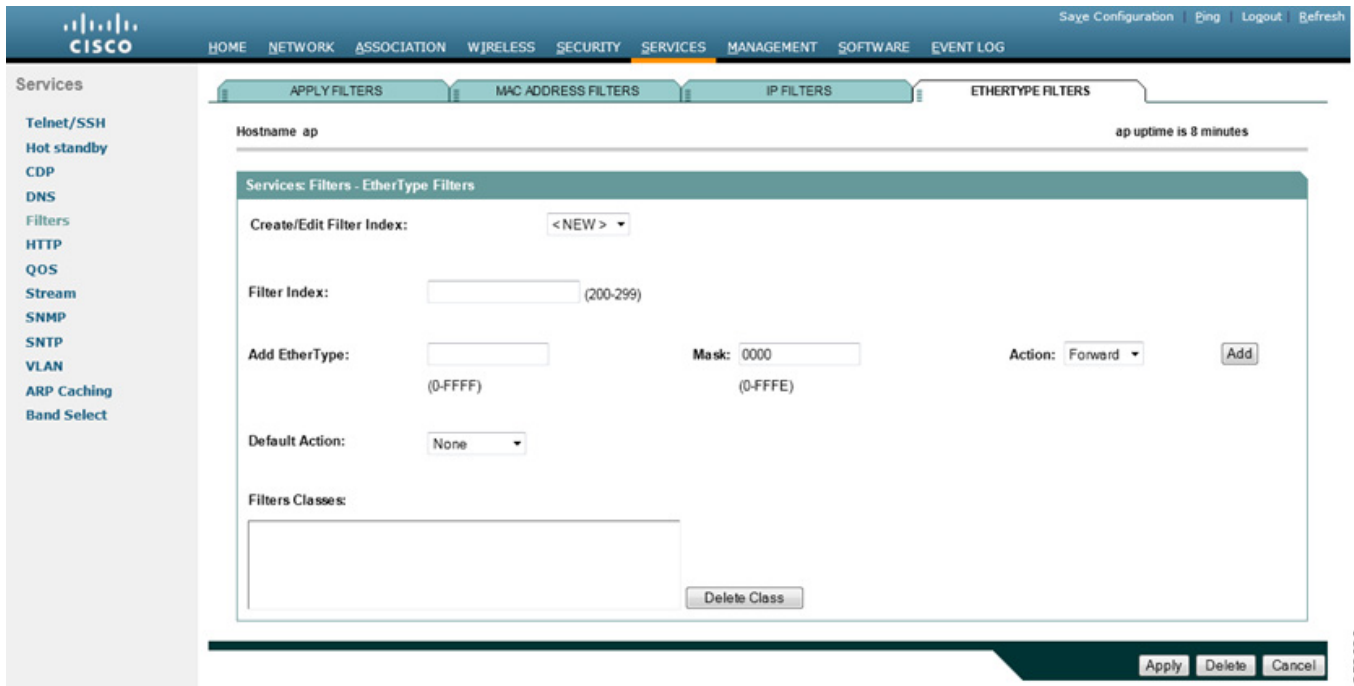 Save Configuration | Ping | Logout | Refresh
CISCO
HOME NETWORK ASSOCIATION WIRELESS SECURITY SERVICES MANAGEMENT SOFTWARE EVENT LOG
Services
Telnet/SSH
Hot standby
CDP
DNS
Filters
HTTP
QOS
Stream
SNMP
SNTP
VLAN
ARP Caching
Band Select
APPLY FILTERS MAC ADDRESS FILTERS IP FILTERS ETHERTYPE FILTERS
Hostname ap ap uptime is 8 minutes
Services: Filters - EtherType Filters
Create/Edit Filter Index: < NEW >
Filter Index: (200-299)
Add EtherType: Mask: 0000 Action: Forward Add
(0-FFFF) (0-FFFE)
Default Action: None
Filters Classes:
Delete Class
Apply Delete Cancel